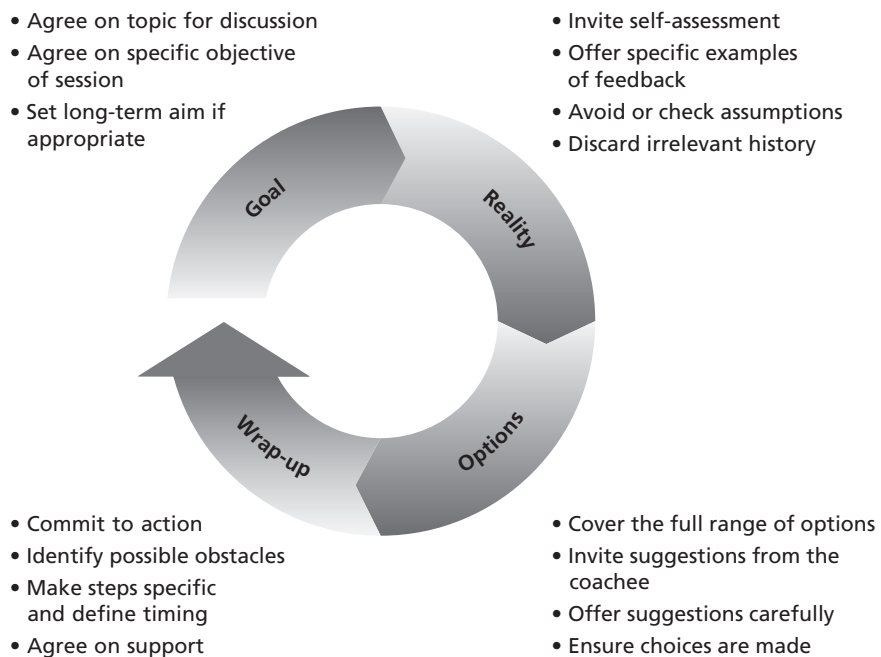 • Agree on topic for discussion
• Agree on specific objective
of session
• Set long-term aim if
appropriate
• Invite self-assessment
• Offer specific examples
of feedback
• Avoid or check assumptions
• Discard irrelevant history
Goal
Reality
Options
Wrap-up
• Commit to action
• Identify possible obstacles
• Make steps specific
and define timing
• Agree on support
• Cover the full range of options
• Invite suggestions from the
coachee
• Offer suggestions carefully
• Ensure choices are made